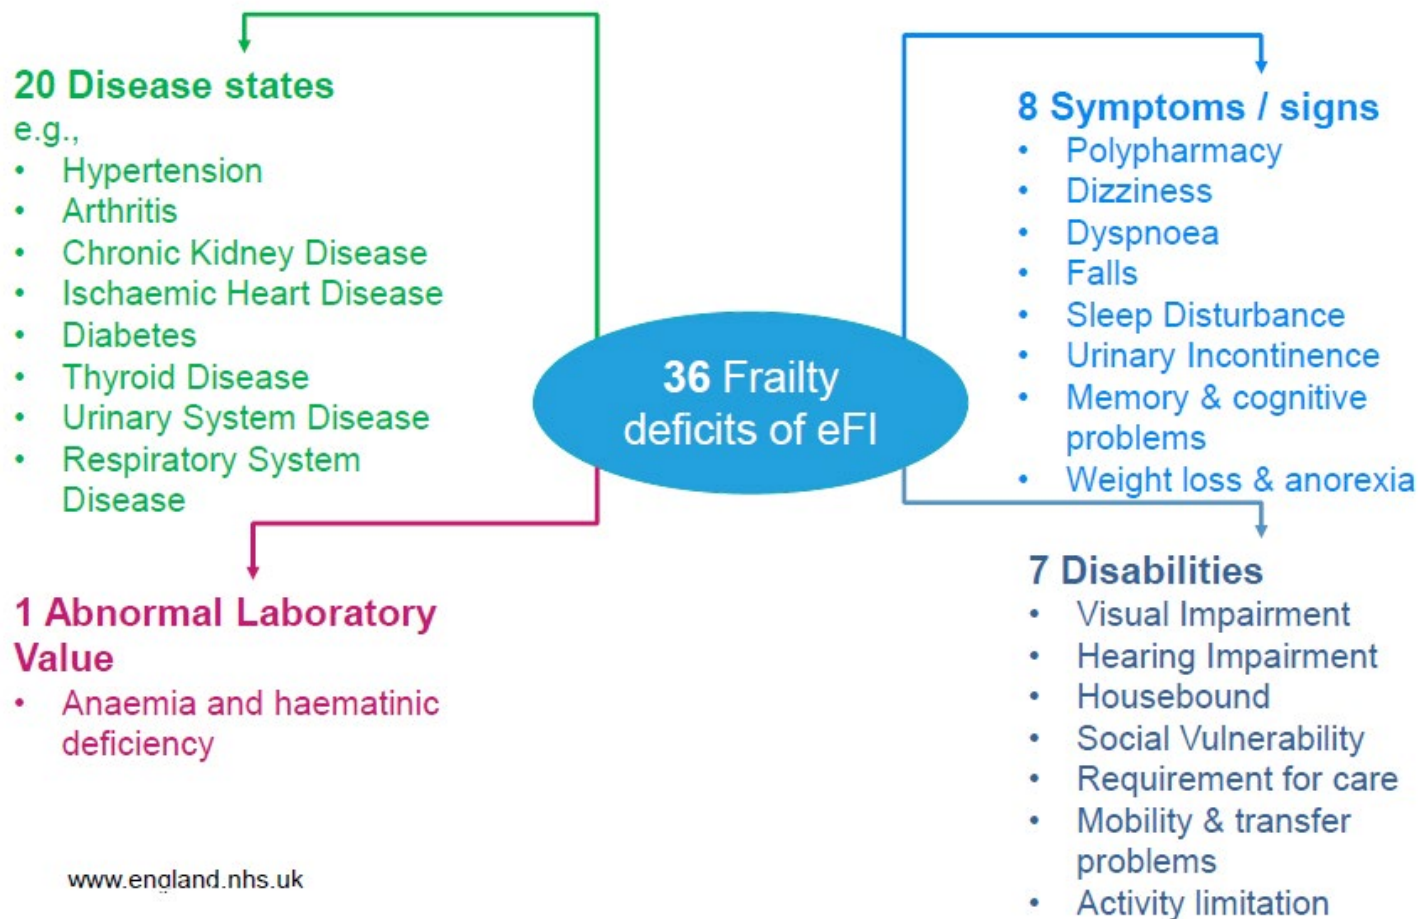 20 Disease states
e.g.,
• Hypertension
• Arthritis
• Chronic Kidney Disease
• Ischaemic Heart Disease
• Diabetes
• Thyroid Disease
• Urinary System Disease
• Respiratory System
Disease
1 Abnormal Laboratory
Value
• Anaemia and haematinic
deficiency
36 Frailty
deficits of eFI
8 Symptoms / signs
• Polypharmacy
• Dizziness
• Dyspnoea
• Falls
• Sleep Disturbance
• Urinary Incontinence
• Memory & cognitive
problems
• Weight loss & anorexia
7 Disabilities
• Visual Impairment
• Hearing Impairment
• Housebound
• Social Vulnerability
• Requirement for care
• Mobility & transfer
problems
• Activity limitation
www.england.nhs.uk